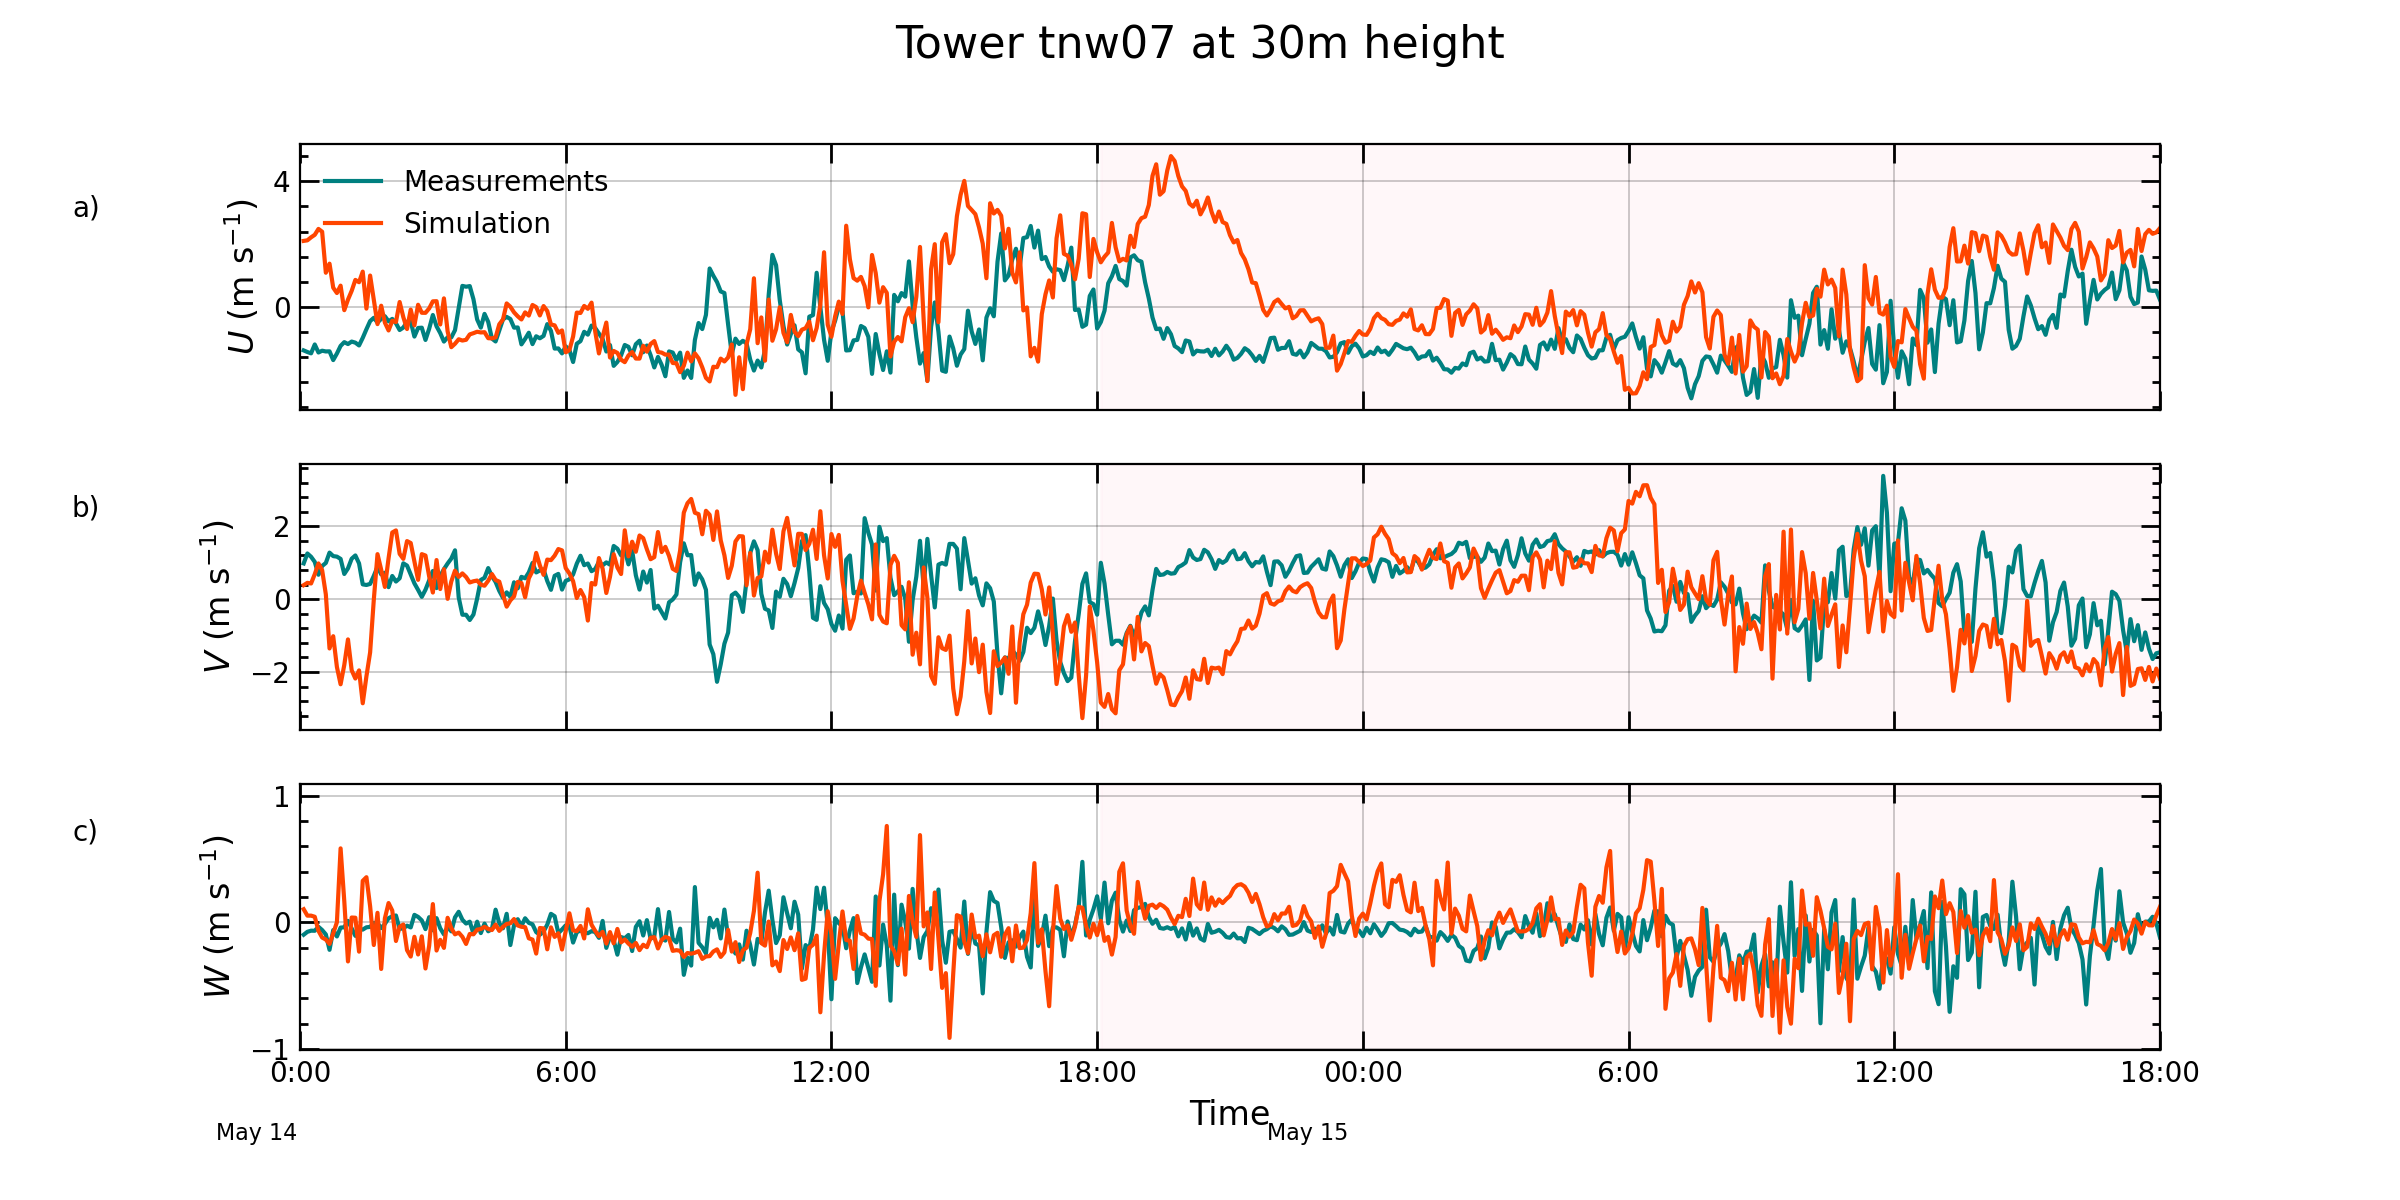 Tower tnw07 at 30m height
a)
U (m s⁻¹)
4
0
Measurements
Simulation
b)
V (m s⁻¹)
2
0
−2
c)
W (m s⁻¹)
1
0
−1
0:00 6:00 12:00 18:00 00:00 6:00 12:00 18:00
Time
May 14 May 15